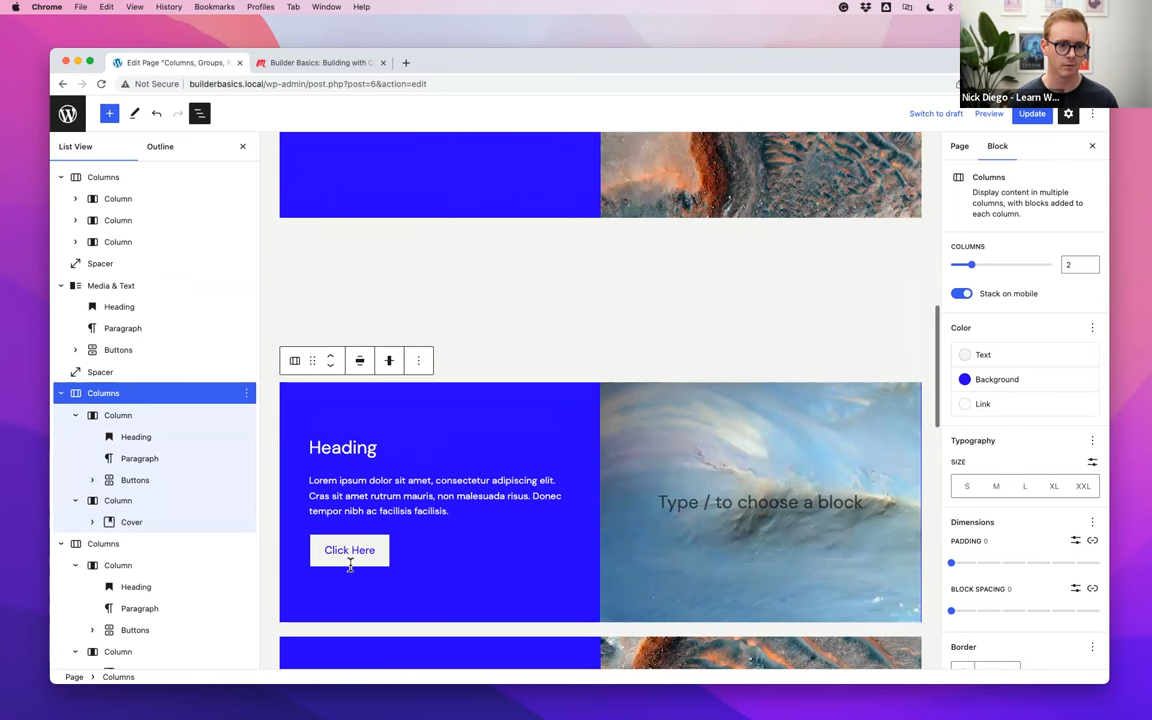 Chrome File Edit View History Bookmarks Profiles Tab Window Help
Edit Page "Columns, Groups, R
Builder Basics: Building with C
Not Secure builderbasics.local/wp-admin/post.php?post=6&action=edit
Nick Diego - Learn W...
Switch to draft Preview Update
List View Outline
Columns
Column
Column
Column
Spacer
Media & Text
Heading
Paragraph
Buttons
Spacer
Columns
Column
Heading
Paragraph
Buttons
Column
Cover
Columns
Column
Heading
Paragraph
Buttons
Column
Heading
Lorem ipsum dolor sit amet, consectetur adipiscing elit.
Cras sit amet rutrum mauris, non malesuada risus. Donec
tempor nibh ac facilisis facilisis.
Click Here
Type / to choose a block
Page Block
Columns
Display content in multiple
columns, with blocks added to
each column.
COLUMNS
2
Stack on mobile
Color
Text
Background
Link
Typography
SIZE
S M L XL XXL
Dimensions
PADDING 0
BLOCK SPACING 0
Border
Page > Columns